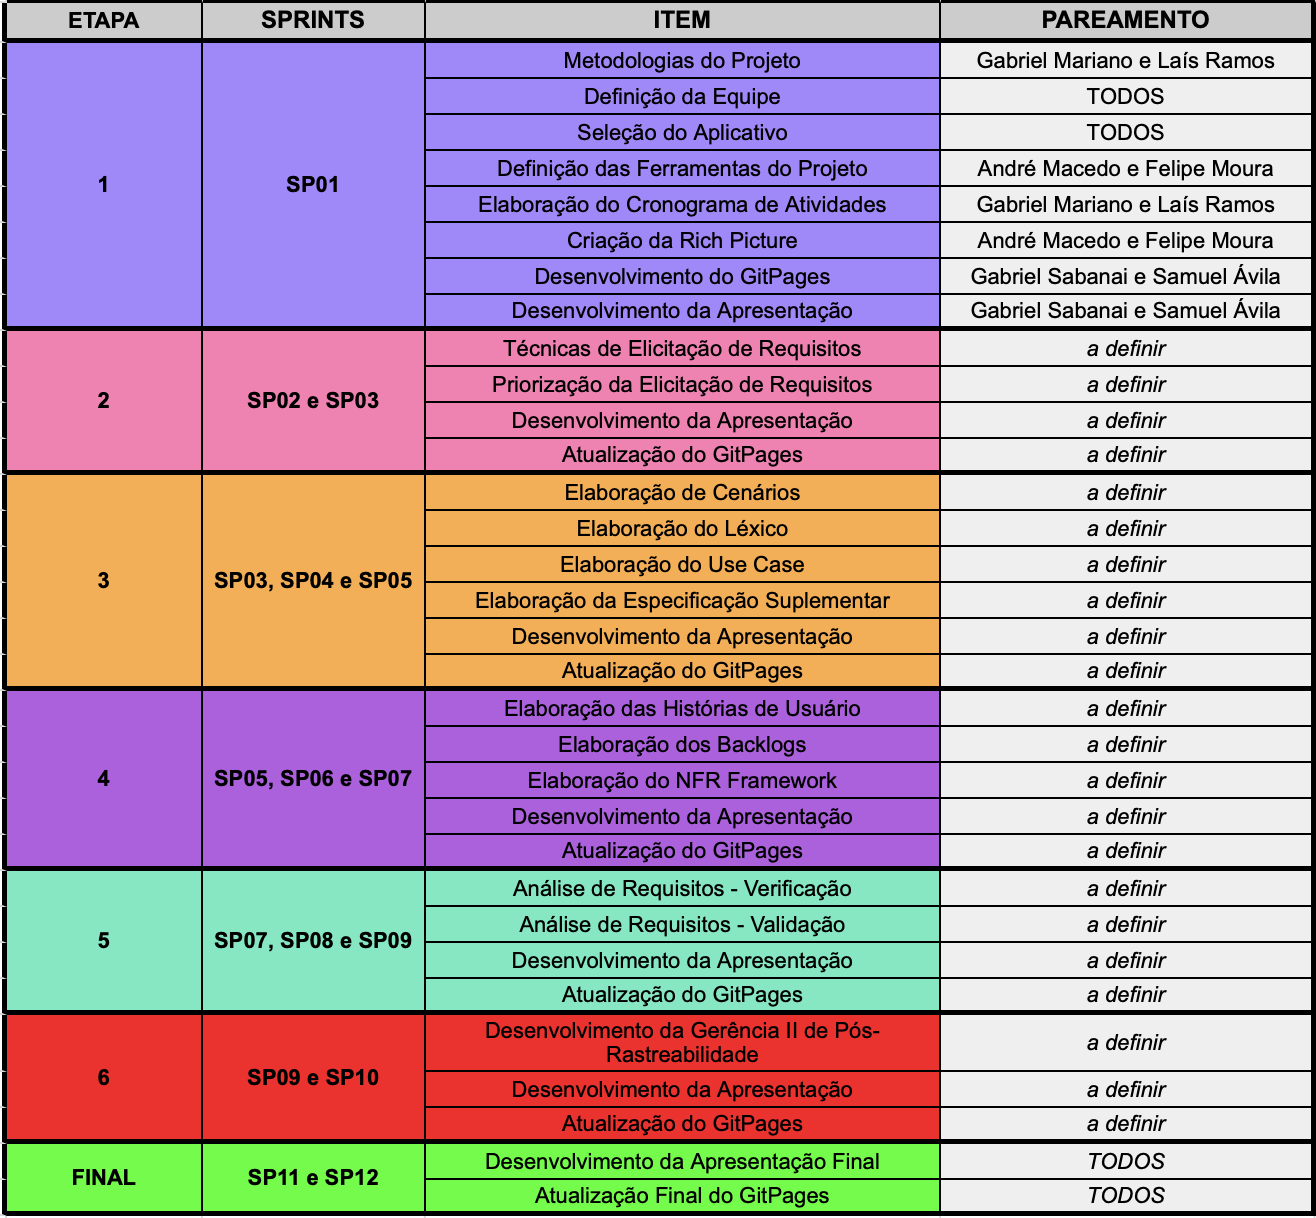 ETAPA SPRINTS ITEM PAREAMENTO
Metodologias do Projeto Gabriel Mariano e Laís Ramos
Definição da Equipe TODOS
Seleção do Aplicativo TODOS
Definição das Ferramentas do Projeto André Macedo e Felipe Moura
1 SP01
Elaboração do Cronograma de Atividades Gabriel Mariano e Laís Ramos
Criação da Rich Picture André Macedo e Felipe Moura
Desenvolvimento do GitPages Gabriel Sabanai e Samuel Ávila
Desenvolvimento da Apresentação Gabriel Sabanai e Samuel Ávila
Técnicas de Elicitação de Requisitos a definir
Priorização da Elicitação de Requisitos a definir
2 SP02 e SP03
Desenvolvimento da Apresentação a definir
Atualização do GitPages a definir
Elaboração de Cenários a definir
Elaboração do Léxico a definir
Elaboração do Use Case a definir
3 SP03, SP04 e SP05
Elaboração da Especificação Suplementar a definir
Desenvolvimento da Apresentação a definir
Atualização do GitPages a definir
Elaboração das Histórias de Usuário a definir
Elaboração dos Backlogs a definir
4 SP05, SP06 e SP07 Elaboração do NFR Framework a definir
Desenvolvimento da Apresentação a definir
Atualização do GitPages a definir
Análise de Requisitos - Verificação a definir
Análise de Requisitos - Validação a definir
5 SP07, SP08 e SP09
Desenvolvimento da Apresentação a definir
Atualização do GitPages a definir
Desenvolvimento da Gerência II de Pós-
Rastreabilidade a definir
6 SP09 e SP10
Desenvolvimento da Apresentação a definir
Atualização do GitPages a definir
Desenvolvimento da Apresentação Final TODOS
FINAL SP11 e SP12
Atualização Final do GitPages TODOS